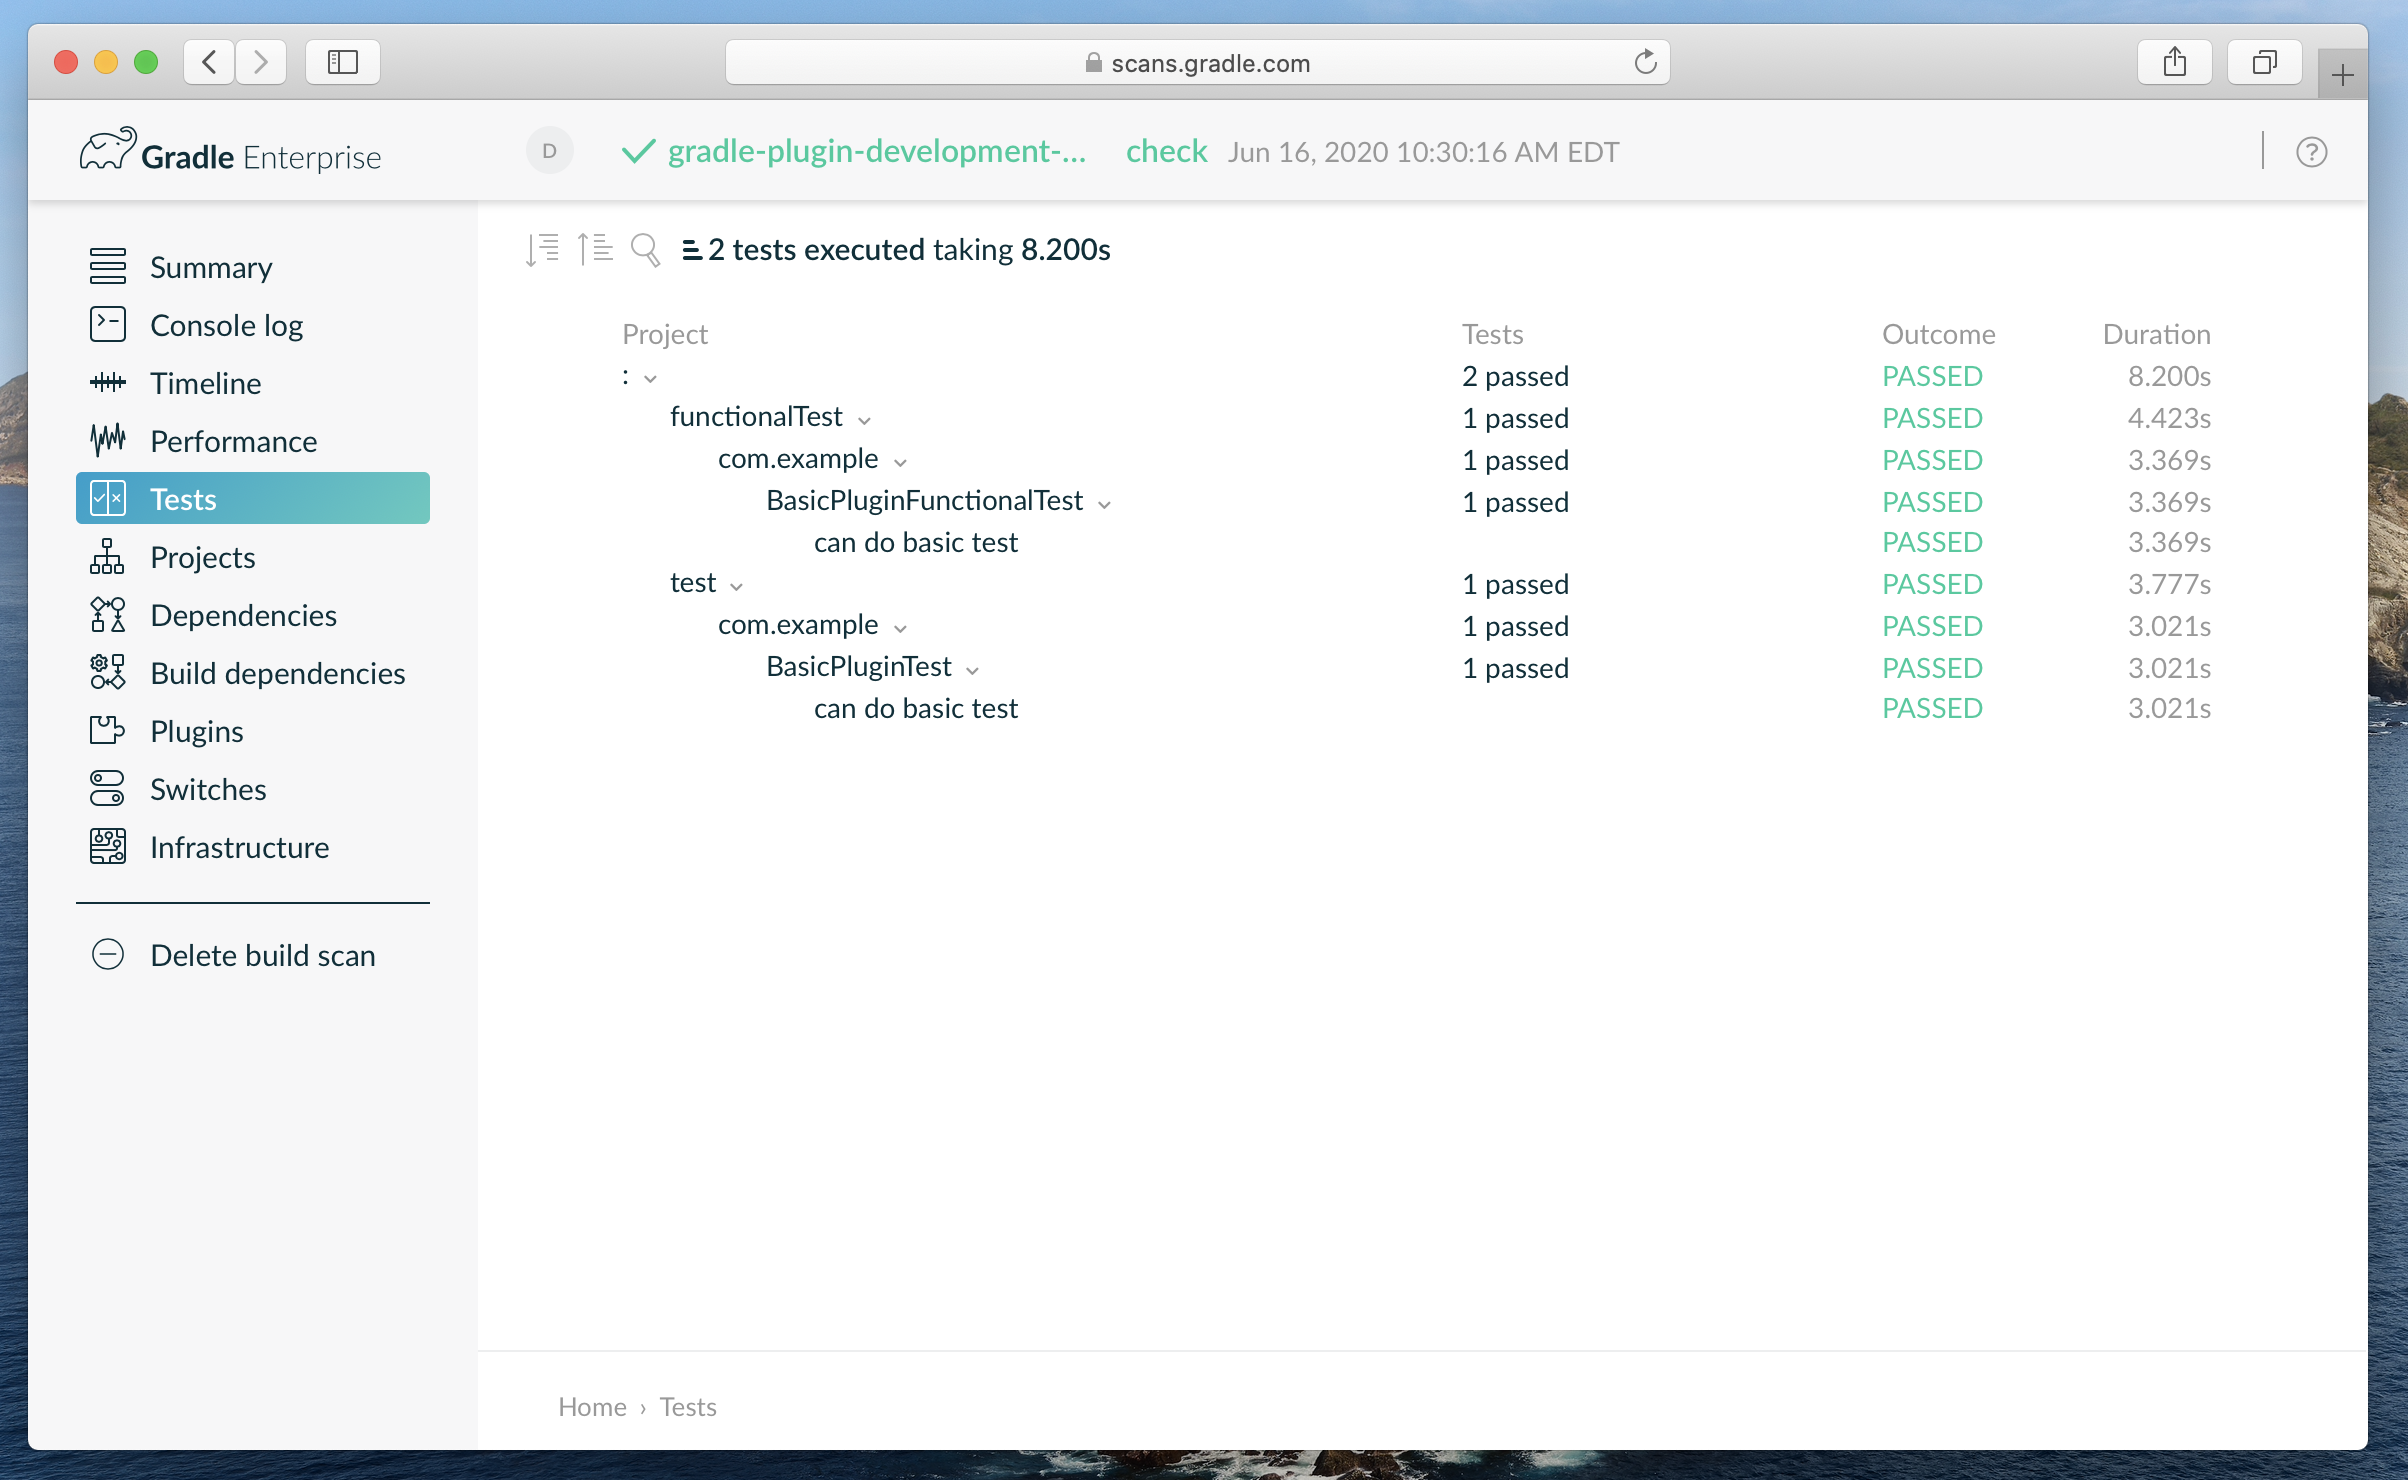 scans.gradle.com
Gradle Enterprise
D
gradle-plugin-development-... check Jun 16, 2020 10:30:16 AM EDT
?
Summary
Console log
Timeline
Performance
Tests
Projects
Dependencies
Build dependencies
Plugins
Switches
Infrastructure
Delete build scan
2 tests executed taking 8.200s
Project Tests Outcome Duration
: 2 passed PASSED 8.200s
functionalTest 1 passed PASSED 4.423s
com.example 1 passed PASSED 3.369s
BasicPluginFunctionalTest 1 passed PASSED 3.369s
can do basic test PASSED 3.369s
test 1 passed PASSED 3.777s
com.example 1 passed PASSED 3.021s
BasicPluginTest 1 passed PASSED 3.021s
can do basic test PASSED 3.021s
Home › Tests